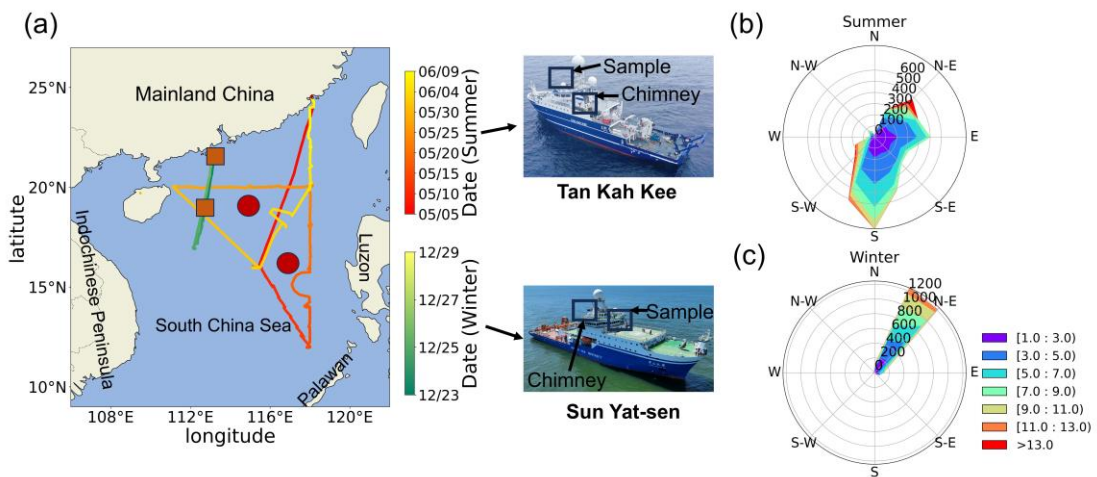 (a)
25°N
20°N
15°N
10°N
latitute
108°E
112°E
116°E
120°E
longitude
Mainland China
Indochinese Peninsula
South China Sea
Luzon
Palawan
06/09
06/04
05/30
05/25
05/20
05/15
05/10
05/05
Date (Summer)
12/29
12/27
12/25
12/23
Date (Winter)
Sample
Chimney
Tan Kah Kee
Sample
Chimney
Sun Yat-sen
(b)
Summer
N
N-W
N-E
600
500
400
300
200
100
0
W
E
S-W
S-E
S
(c)
Winter
N
N-W
N-E
1200
1000
800
600
400
200
0
W
E
S-W
S-E
S
[1.0 : 3.0)
[3.0 : 5.0)
[5.0 : 7.0)
[7.0 : 9.0)
[9.0 : 11.0)
[11.0 : 13.0)
>13.0